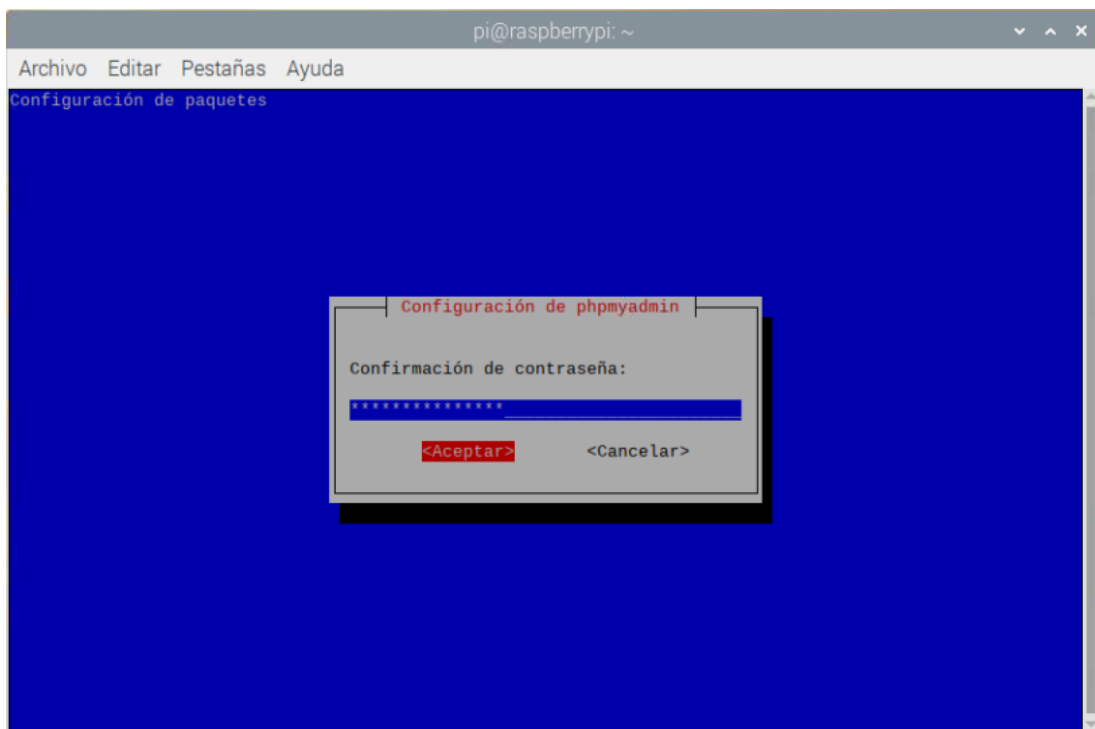 pi@raspberrypi: ~
Archivo Editar Pestañas Ayuda
Configuración de paquetes
Configuración de phpmyadmin
Confirmación de contraseña:
***************
<Aceptar> <Cancelar>